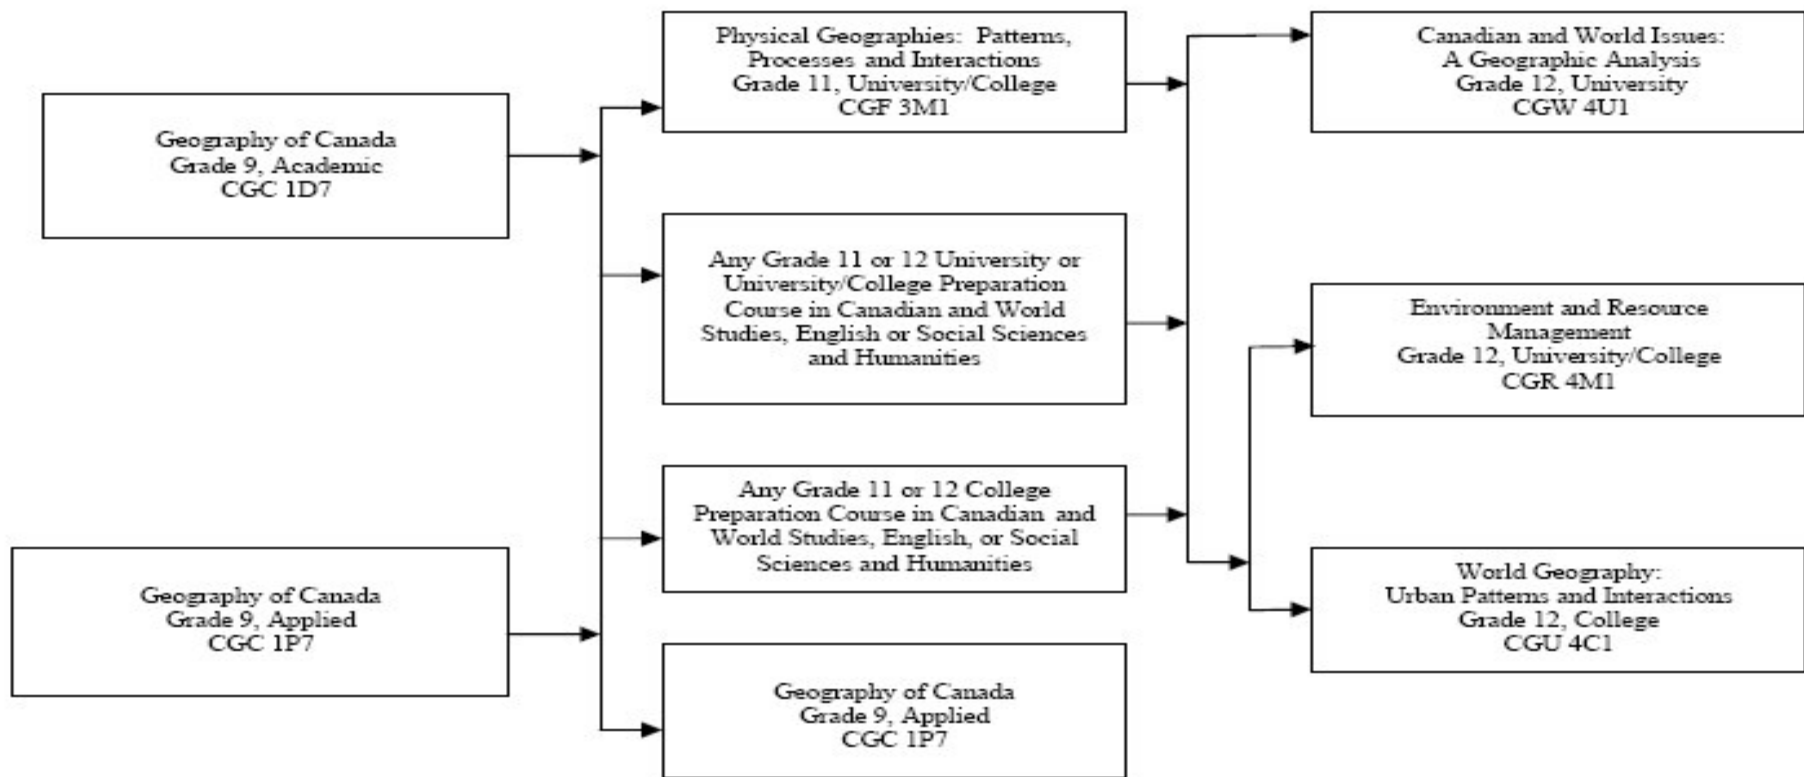 Geography of Canada
Grade 9, Academic
CGC 1D7
Geography of Canada
Grade 9, Applied
CGC 1P7
Physical Geographies: Patterns,
Processes and Interactions
Grade 11, University/College
CGF 3M1
Any Grade 11 or 12 University or
University/College Preparation
Course in Canadian and World
Studies, English or Social Sciences
and Humanities
Any Grade 11 or 12 College
Preparation Course in Canadian and
World Studies, English, or Social
Sciences and Humanities
Geography of Canada
Grade 9, Applied
CGC 1P7
Canadian and World Issues:
A Geographic Analysis
Grade 12, University
CGW 4U1
Environment and Resource
Management
Grade 12, University/College
CGR 4M1
World Geography:
Urban Patterns and Interactions
Grade 12, College
CGU 4C1